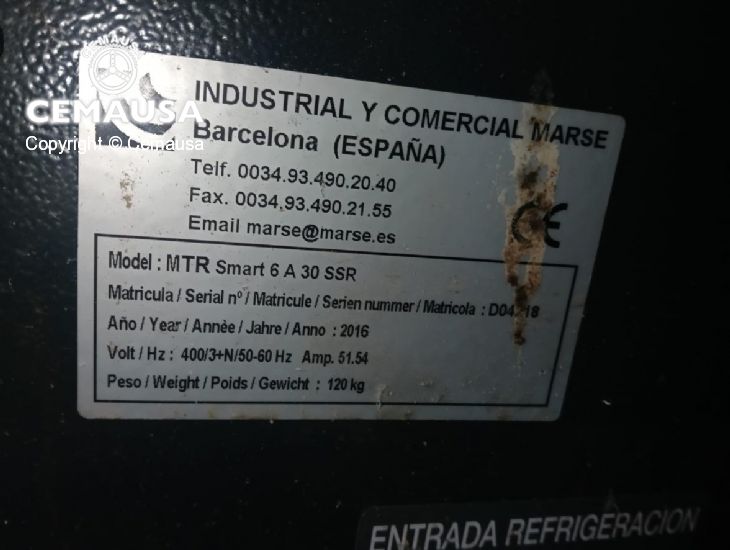 CEMAUSA
CEMAUSA
Copyright © Cemausa
INDUSTRIAL Y COMERCIAL MARSE
Barcelona (ESPAÑA)
Telf. 0034.93.490.20.40
Fax. 0034.93.490.21.55
Email marse@marse.es
CE
Model : MTR Smart 6 A 30 SSR
Matricula / Serial nº / Matricule / Serien nummer / Matricola :
Año / Year / Annèe / Jahre / Anno : 2016
Volt / Hz : 400/3+N/50-60 Hz Amp. 51.54
Peso / Weight / Poids / Gewicht : 120 kg
ENTRADA REFRIGERACION